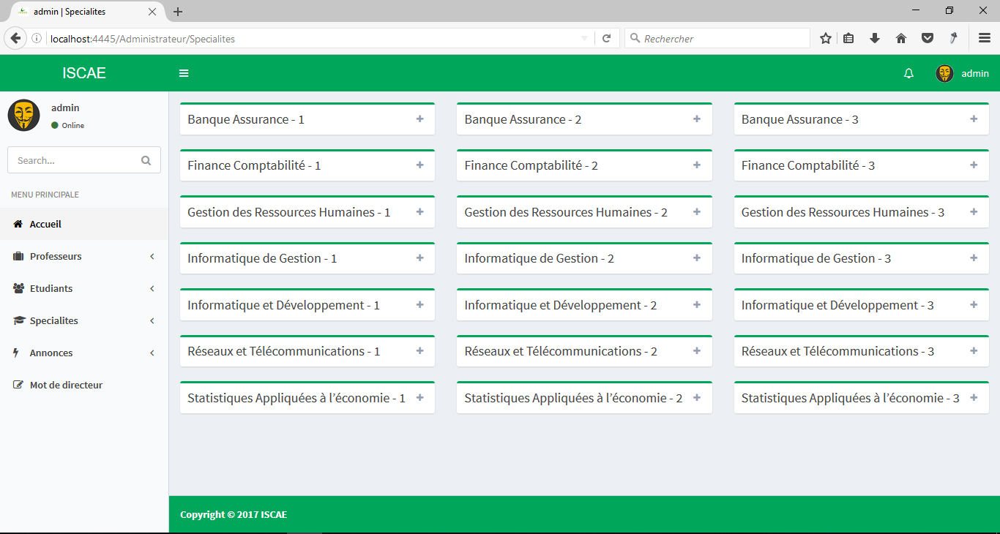 admin | Specialites
localhost:4445/Administrateur/Specialites
Rechercher
ISCAE
admin
admin
Online
Search...
MENU PRINCIPALE
Accueil
Professeurs
Etudiants
Specialites
Annonces
Mot de directeur
Banque Assurance - 1
Banque Assurance - 2
Banque Assurance - 3
Finance Comptabilité - 1
Finance Comptabilité - 2
Finance Comptabilité - 3
Gestion des Ressources Humaines - 1
Gestion des Ressources Humaines - 2
Gestion des Ressources Humaines - 3
Informatique de Gestion - 1
Informatique de Gestion - 2
Informatique de Gestion - 3
Informatique et Développement - 1
Informatique et Développement - 2
Informatique et Développement - 3
Réseaux et Télécommunications - 1
Réseaux et Télécommunications - 2
Réseaux et Télécommunications - 3
Statistiques Appliquées à l’économie - 1
Statistiques Appliquées à l’économie - 2
Statistiques Appliquées à l’économie - 3
Copyright © 2017 ISCAE